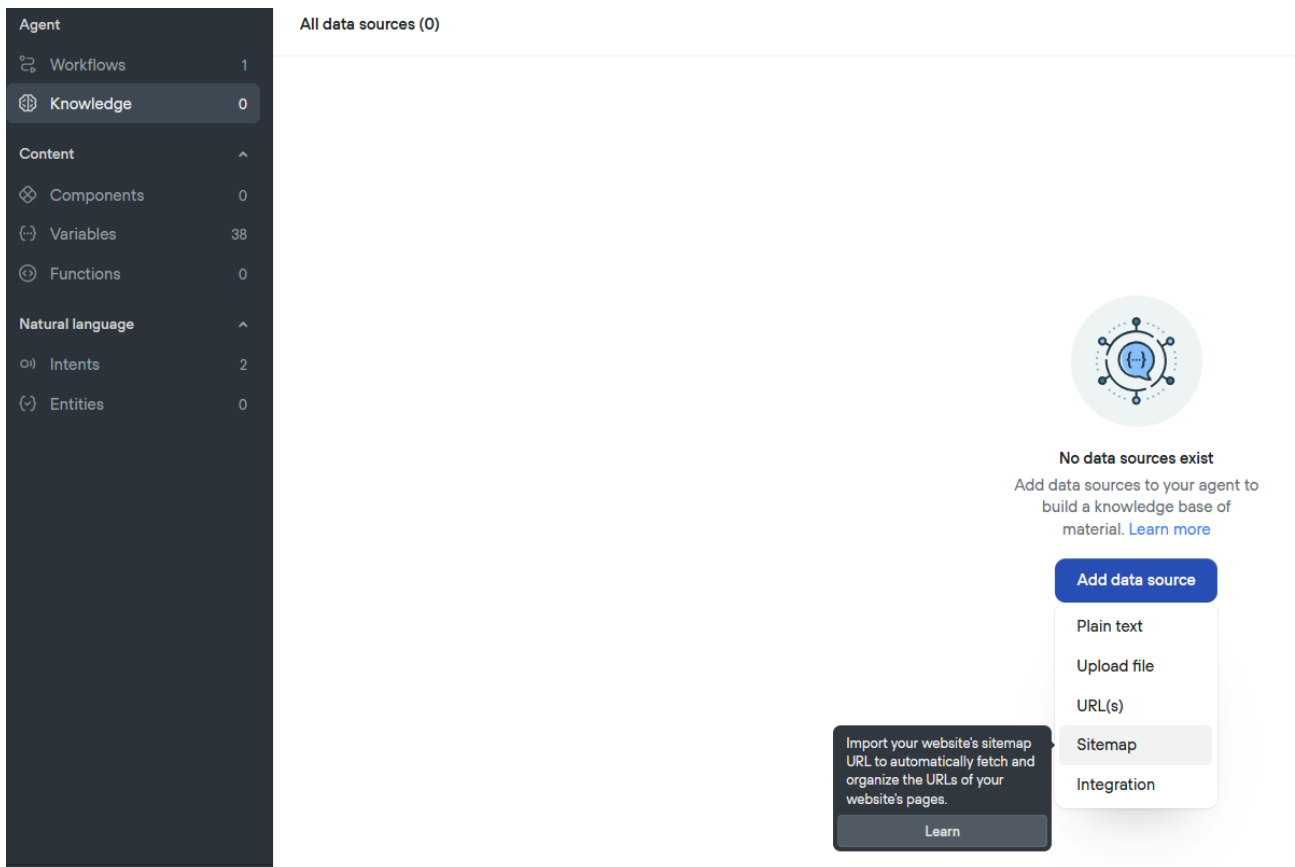 Agent
Workflows 1
Knowledge 0
Content
Components 0
Variables 38
Functions 0
Natural language
Intents 2
Entities 0
All data sources (0)
No data sources exist
Add data sources to your agent to
build a knowledge base of
material. Learn more
Add data source
Plain text
Upload file
URL(s)
Sitemap
Integration
Import your website's sitemap
URL to automatically fetch and
organize the URLs of your
website's pages.
Learn